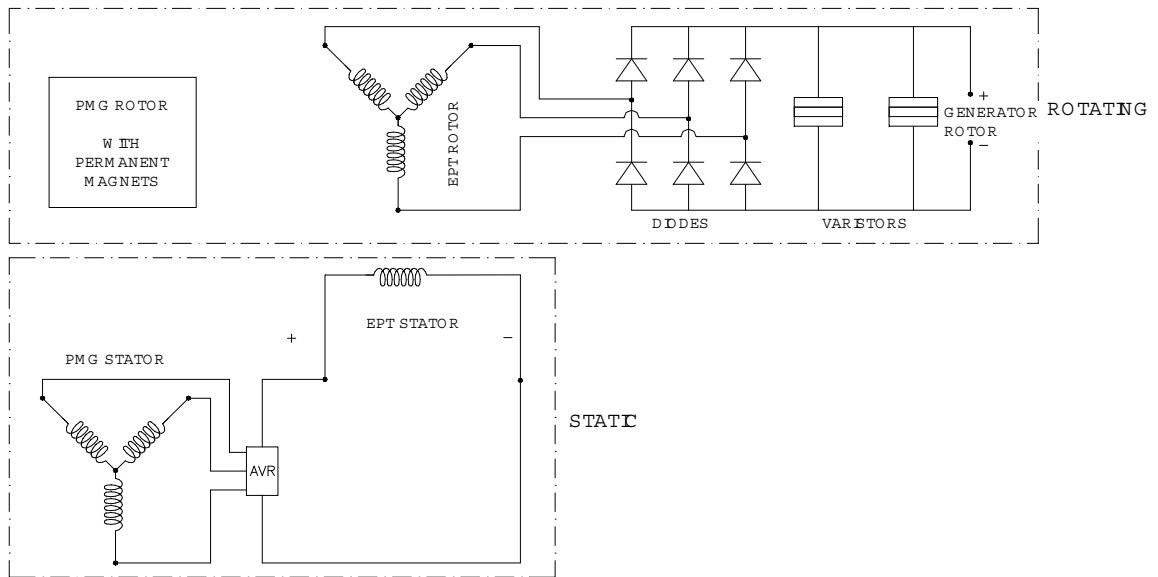 PMG ROTOR
WITH
PERMANENT
MAGNETS
EPT ROTOR
DIODES
VARISTORS
+
GENERATOR
ROTOR
-
ROTATING
EPT STATOR
+
-
PMG STATOR
AVR
STATIC